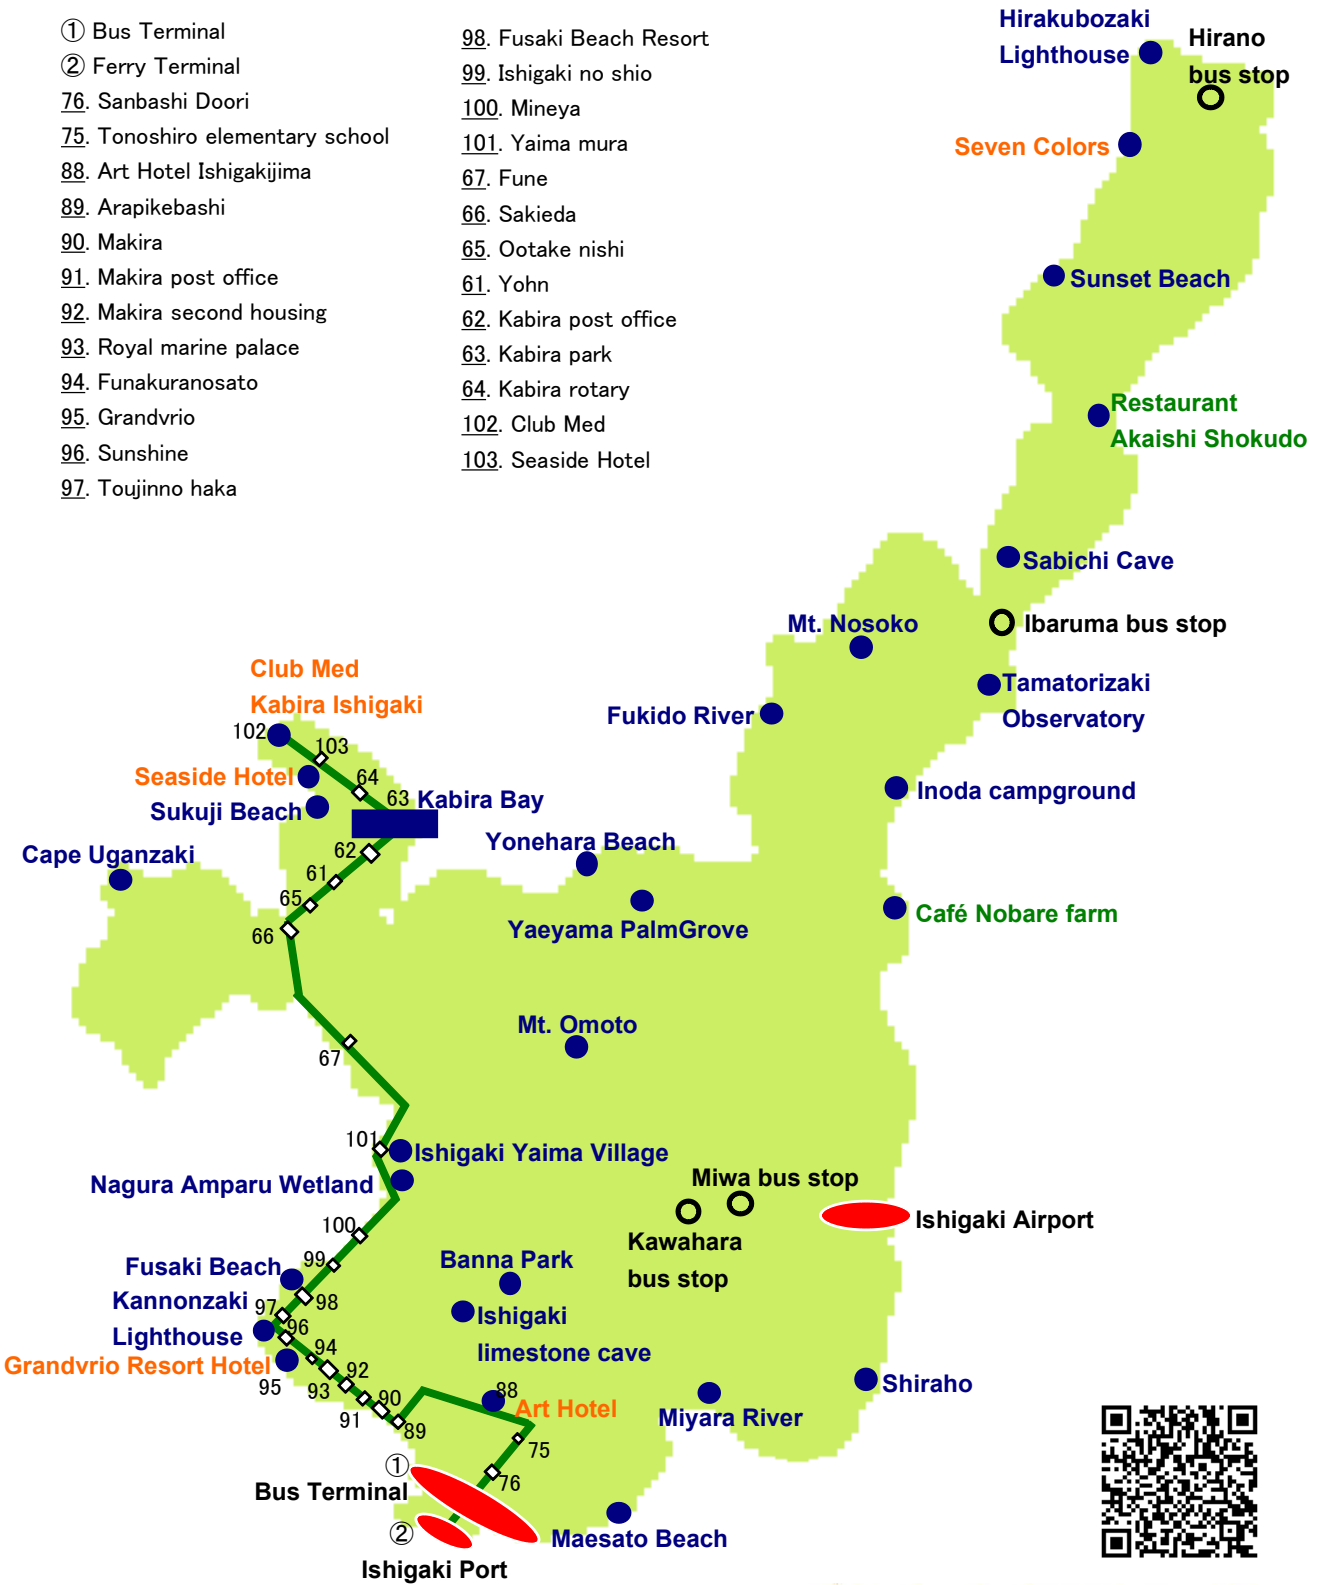 ① Bus Terminal
② Ferry Terminal
76. Sanbashi Doori
75. Tonoshiro elementary school
88. Art Hotel Ishigakijima
89. Arapikebashi
90. Makira
91. Makira post office
92. Makira second housing
93. Royal marine palace
94. Funakuranosato
95. Grandvrio
96. Sunshine
97. Toujinno haka
98. Fusaki Beach Resort
99. Ishigaki no shio
100. Mineya
101. Yaima mura
67. Fune
66. Sakieda
65. Ootake nishi
61. Yohn
62. Kabira post office
63. Kabira park
64. Kabira rotary
102. Club Med
103. Seaside Hotel
Hirakubozaki
Lighthouse
Hirano
bus stop
Seven Colors
Sunset Beach
Restaurant
Akaishi Shokudo
Sabichi Cave
Ibaruma bus stop
Mt. Nosoko
Tamatorizaki
Observatory
Fukido River
Inoda campground
Club Med
Kabira Ishigaki
102
103
Seaside Hotel
64
Sukuji Beach
63
Kabira Bay
Yonehara Beach
62
Cape Uganzaki
61
65
66
Yaeyama PalmGrove
Café Nobare farm
Mt. Omoto
67
101
Ishigaki Yaima Village
Nagura Amparu Wetland
Miwa bus stop
Kawahara
bus stop
Ishigaki Airport
100
99
Fusaki Beach
98
Banna Park
Kannonzaki
Lighthouse
97
96
Ishigaki
limestone cave
94
Grandvrio Resort Hotel
95
93
92
91
90
89
88
Art Hotel
Miyara River
Shiraho
75
76
①
Bus Terminal
②
Ishigaki Port
Maesato Beach